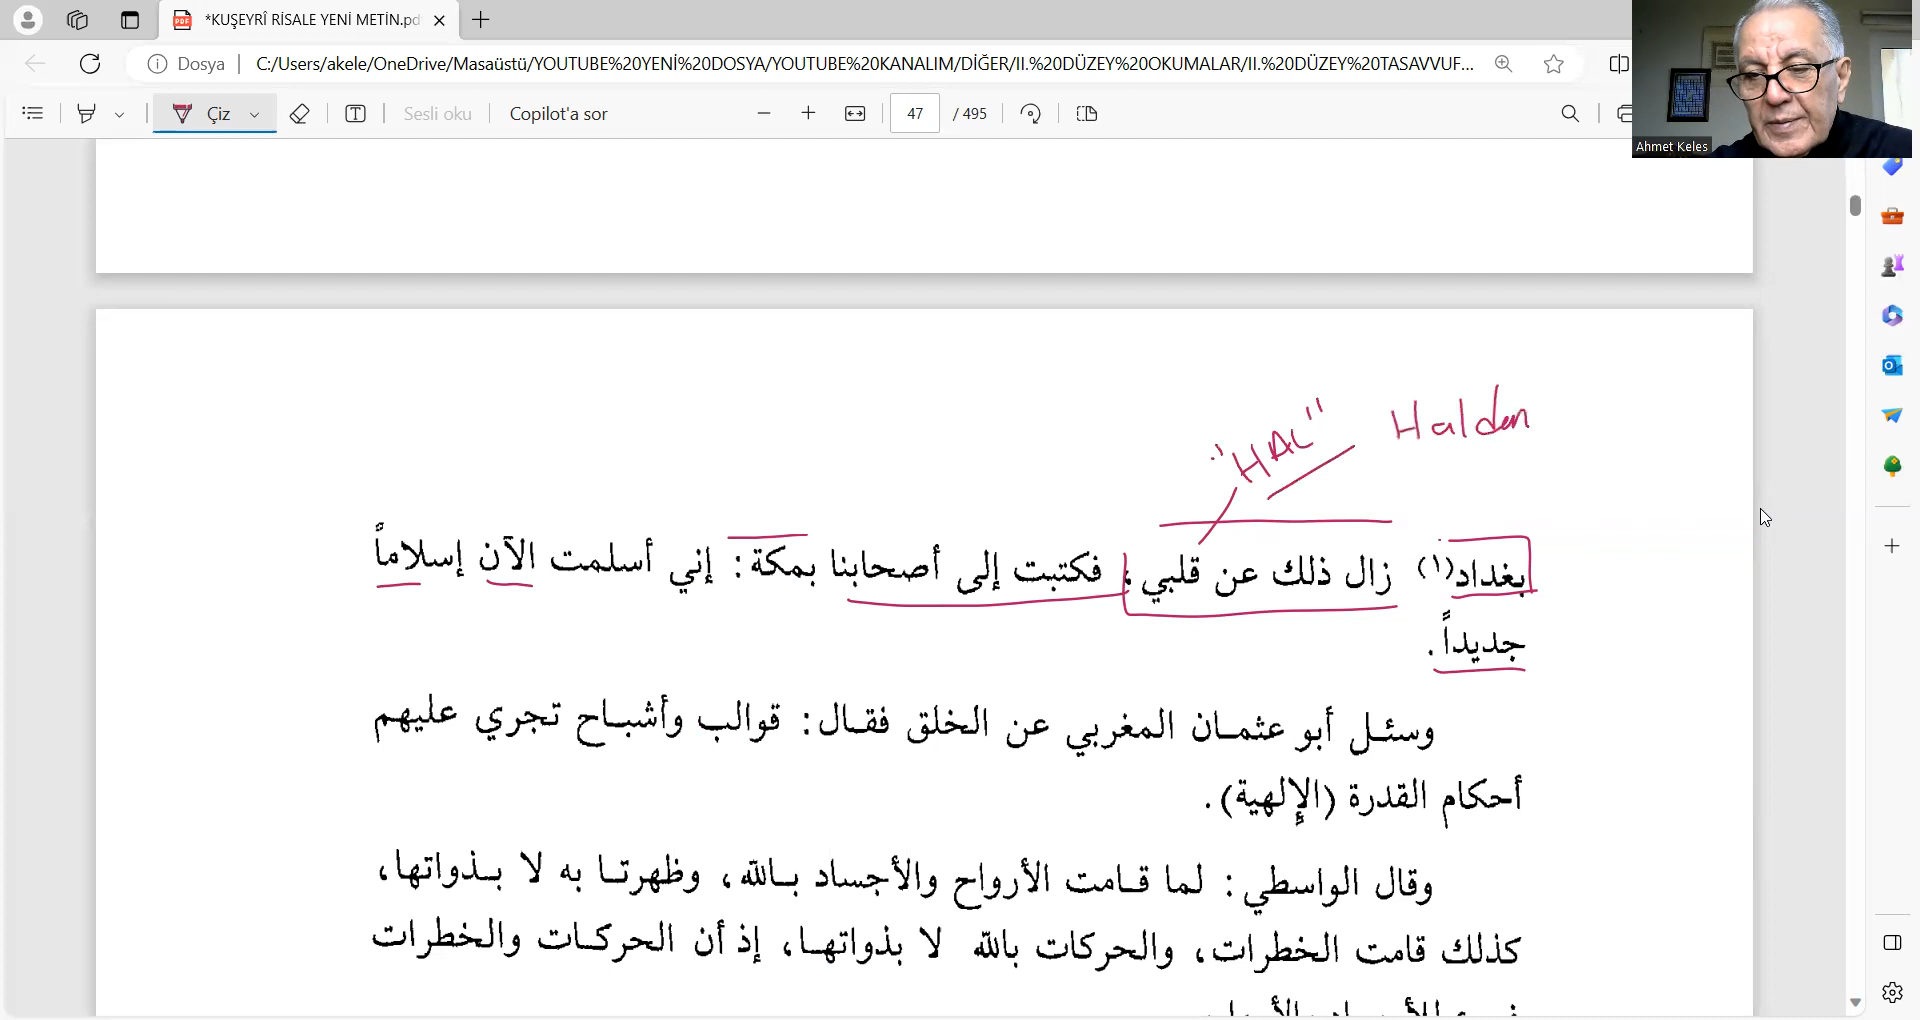 *KUŞEYRÎ RİSALE YENİ METİN.pd
Dosya
C:/Users/akele/OneDrive/Masaüstü/YOUTUBE%20YENİ%20DOSYA/YOUTUBE%20KANALIM/DİĞER/II.%20DÜZEY%20OKUMALAR/II.%20DÜZEY%20TASAVVUF...
Çiz
Sesli oku
Copilot'a sor
47 / 495
Ahmet Keles
"HAL" Halden
بغداد(١) زال ذلك عن قلبي، فكتبت إلى أصحابنا بمكة: إني أسلمت الآن إسلاماً
جديداً.
وسئل أبو عثمان المغربي عن الخلق فقال: قوالب وأشباح تجري عليهم
أحكام القدرة (الإلهية).
وقال الواسطي: لما قامت الأرواح والأجساد بالله، وظهرتا به لا بذواتها،
كذلك قامت الخطرات، والحركات بالله لا بذواتها، إذ أن الحركات والخطرات